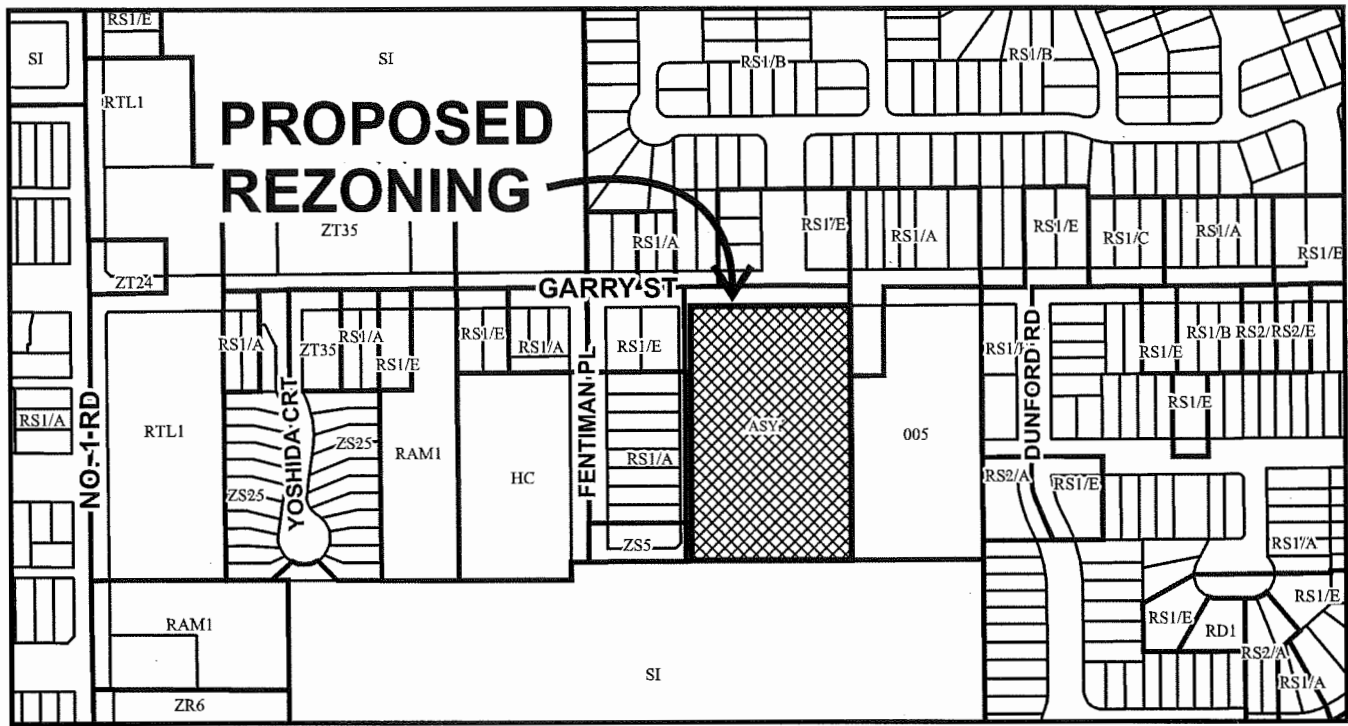 RS1/E
SI
SI
RS1/B
RS1/B
RTL1
PROPOSED
REZONING
ZT35
RS1/A
RS1/E
RS1/A
RS1/E
RS1/C
RS1/A
RS1/E
ZT24
GARRY ST
RS1/A
ZT35
RS1/A
RS1/E
RS1/E
RS1/A
RS1/E
DUNFORD RD
RS1/E
RS1/B
RS2/E
RS1/A
NO. 1 RD
RTL1
YOSHIDA CRT
ZS25
ZS25
RAM1
HC
FENTIMAN PL
RS1/A
ASY
005
RS1/E
RS2/A
RS1/E
ZS5
RS1/A
RAM1
RS1/E
RS1/E
RD1
RS2/A
RS1/A
SI
ZR6